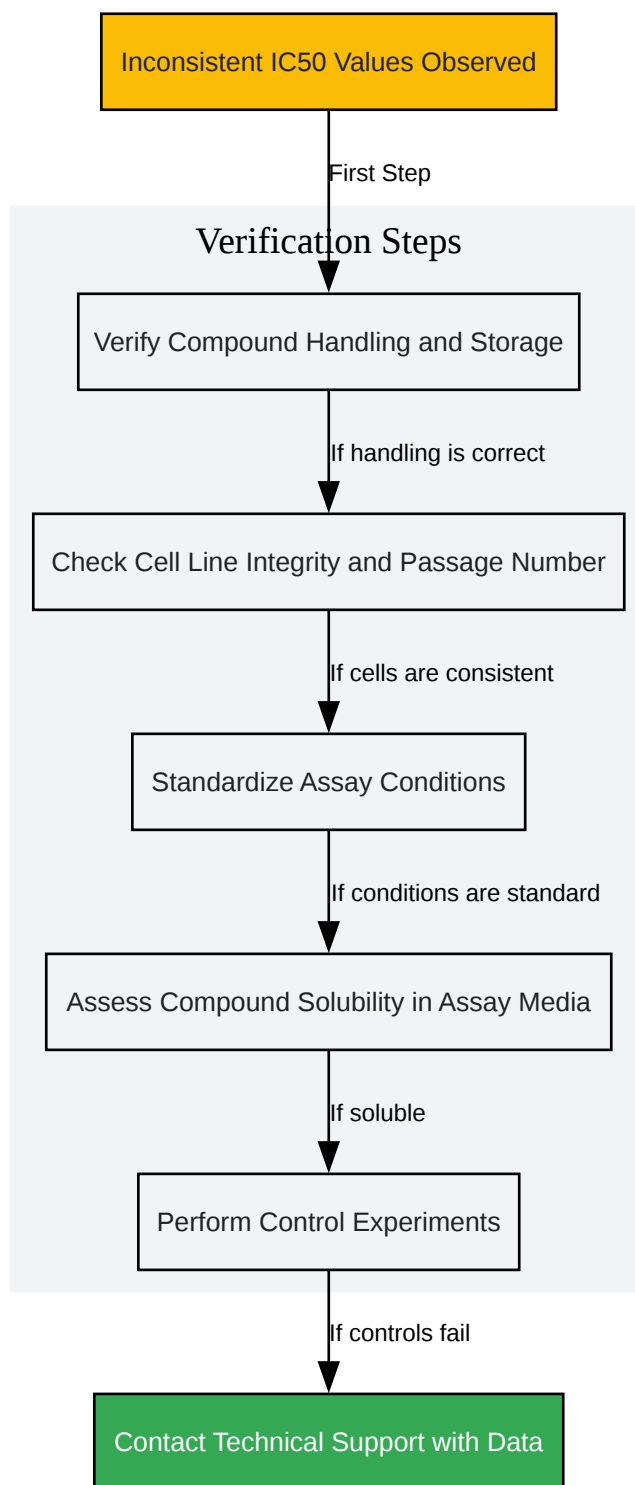 Inconsistent IC50 Values Observed
First Step
Verification Steps
Verify Compound Handling and Storage
If handling is correct
Check Cell Line Integrity and Passage Number
If cells are consistent
Standardize Assay Conditions
If conditions are standard
Assess Compound Solubility in Assay Media
If soluble
Perform Control Experiments
If controls fail
Contact Technical Support with Data